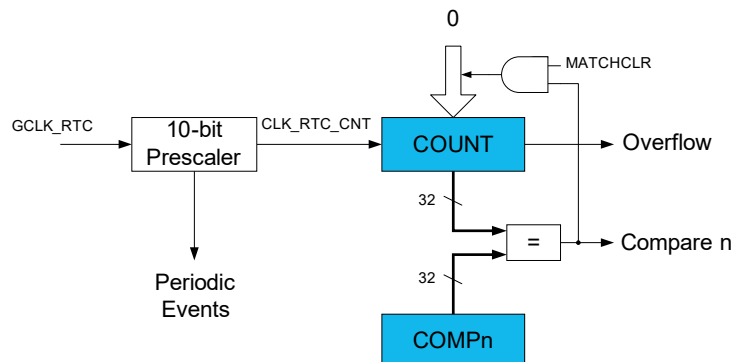 0
MATCHCLR
GCLK_RTC
10-bit
Prescaler
CLK_RTC_CNT
COUNT
Overflow
32
=
Compare n
32
Periodic
Events
COMPn